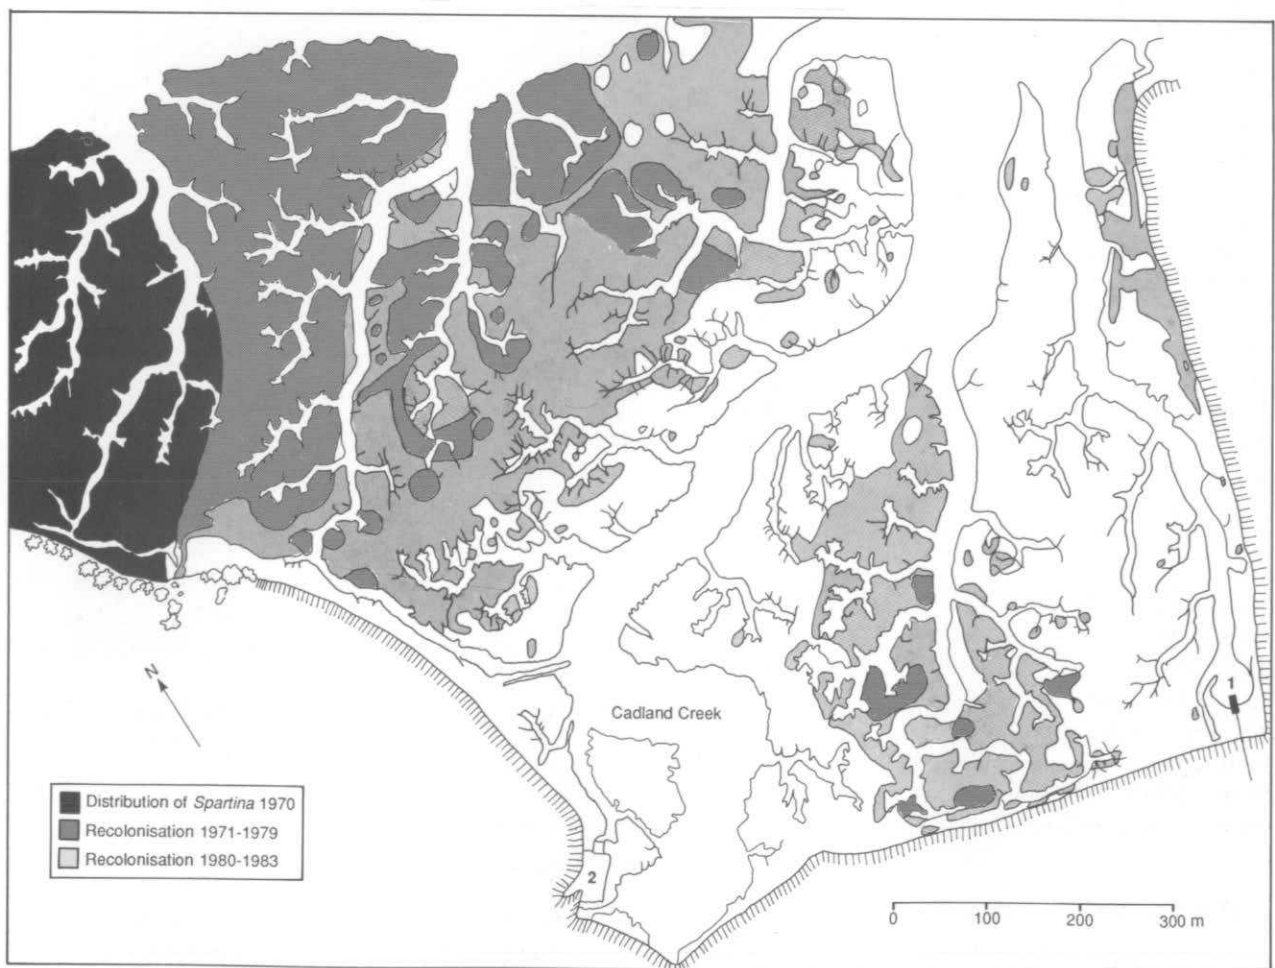 N
Cadland Creek
1
2
Distribution of Spartina 1970
Recolonisation 1971-1979
Recolonisation 1980-1983
0 100 200 300 m